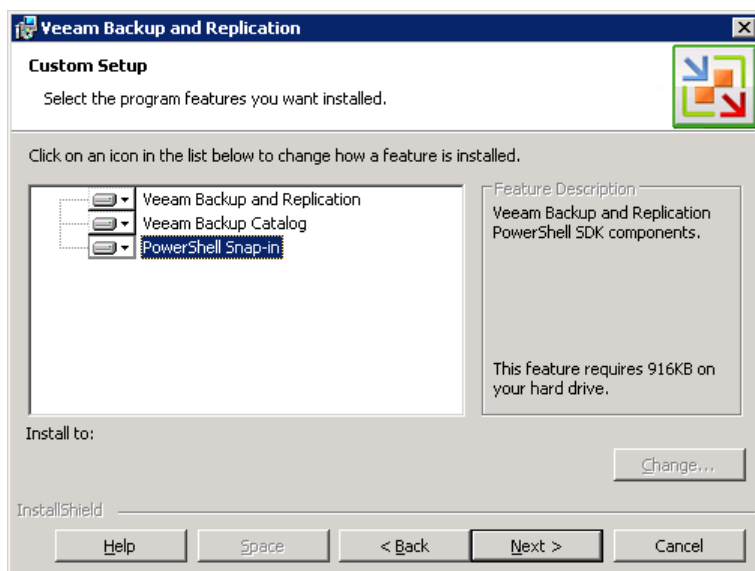 Veeam Backup and Replication
Custom Setup
Select the program features you want installed.
Click on an icon in the list below to change how a feature is installed.
Veeam Backup and Replication
Veeam Backup Catalog
PowerShell Snap-in
Feature Description
Veeam Backup and Replication
PowerShell SDK components.
This feature requires 916KB on
your hard drive.
Install to:
Change...
InstallShield
Help
Space
< Back
Next >
Cancel